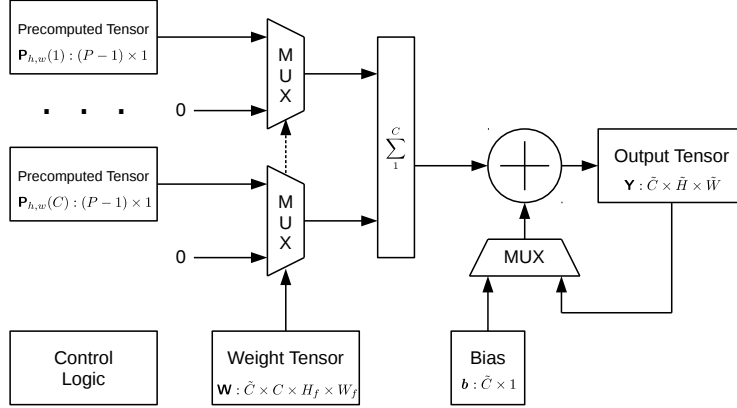 Precomputed Tensor
P_{h,w}(1) : (P − 1) × 1
M
U
X
. . .
0
C
∑
1
Precomputed Tensor
P_{h,w}(C) : (P − 1) × 1
M
U
X
0
Output Tensor
Y : C̃ × H̃ × W̃
MUX
Control
Logic
Weight Tensor
W : C̃ × C × H_f × W_f
Bias
b : C̃ × 1